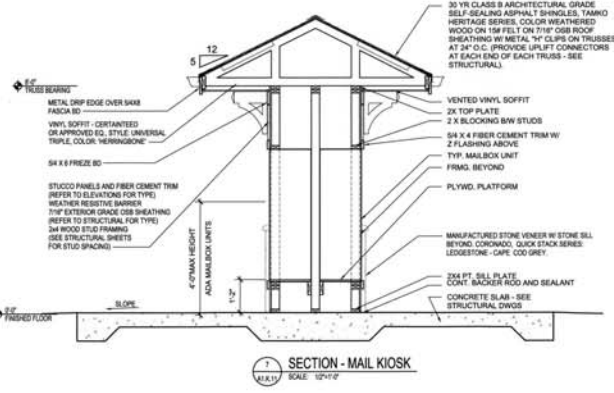 30 YR CLASS B ARCHITECTURAL GRADE
SELF-SEALING ASPHALT SHINGLES, TAMKO
HERITAGE SERIES, COLOR WEATHERED
WOOD ON 15# FELT ON 7/16" OSB ROOF
SHEATHING W/ METAL "H" CLIPS ON TRUSSES
AT 24" O.C. (PROVIDE UPLIFT CONNECTORS
AT EACH END OF EACH TRUSS - SEE
STRUCTURAL).
12
5
8'-0"
TRUSS BEARING
METAL DRIP EDGE OVER 5/4X8
FASCIA BD
VINYL SOFFIT - CERTAINTEED
OR APPROVED EQ., STYLE: UNIVERSAL
TRIPLE, COLOR: 'HERRINGBONE'
5/4 X 8 FRIEZE BD
STUCCO PANELS AND FIBER CEMENT TRIM
(REFER TO ELEVATIONS FOR TYPE)
WEATHER RESISTIVE BARRIER
7/16" EXTERIOR GRADE OSB SHEATHING
(REFER TO STRUCTURAL FOR TYPE)
2x4 WOOD STUD FRAMING
(SEE STRUCTURAL SHEETS
FOR STUD SPACING)
VENTED VINYL SOFFIT
2X TOP PLATE
2 X BLOCKING B/W STUDS
5/4 X 4 FIBER CEMENT TRIM W/
Z FLASHING ABOVE
TYP. MAILBOX UNIT
FRMG. BEYOND
PLYWD. PLATFORM
MANUFACTURED STONE VENEER W/ STONE SILL
BEYOND, CORONADO, QUICK STACK SERIES:
LEDGESTONE - CAPE COD GREY.
2X4 PT. SILL PLATE
CONT. BACKER ROD AND SEALANT
CONCRETE SLAB - SEE
STRUCTURAL DWGS
4'-0"MAX HEIGHT
ADA MAILBOX UNITS
1'-2"
SLOPE
0'-0"
FINISHED FLOOR
7
A1.K.11
SECTION - MAIL KIOSK
SCALE: 1/2"=1'-0"